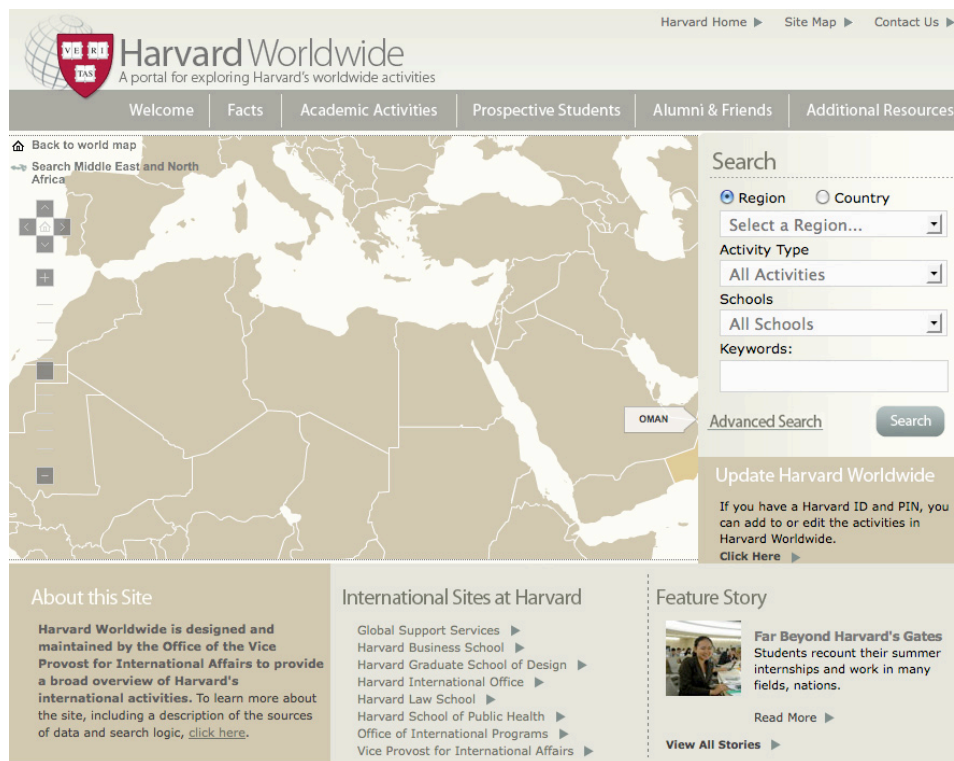 Harvard Home
Site Map
Contact Us
VE RI
TAS
Harvard Worldwide
A portal for exploring Harvard's worldwide activities
Welcome
Facts
Academic Activities
Prospective Students
Alumni & Friends
Additional Resources
Back to world map
Search Middle East and North
Africa
OMAN
Search
Region
Country
Select a Region...
Activity Type
All Activities
Schools
All Schools
Keywords:
Advanced Search
Search
Update Harvard Worldwide
If you have a Harvard ID and PIN, you
can add to or edit the activities in
Harvard Worldwide.
Click Here
About this Site
Harvard Worldwide is designed and
maintained by the Office of the Vice
Provost for International Affairs to provide
a broad overview of Harvard's
international activities. To learn more about
the site, including a description of the sources
of data and search logic, click here.
International Sites at Harvard
Global Support Services
Harvard Business School
Harvard Graduate School of Design
Harvard International Office
Harvard Law School
Harvard School of Public Health
Office of International Programs
Vice Provost for International Affairs
Feature Story
Far Beyond Harvard's Gates
Students recount their summer
internships and work in many
fields, nations.
Read More
View All Stories